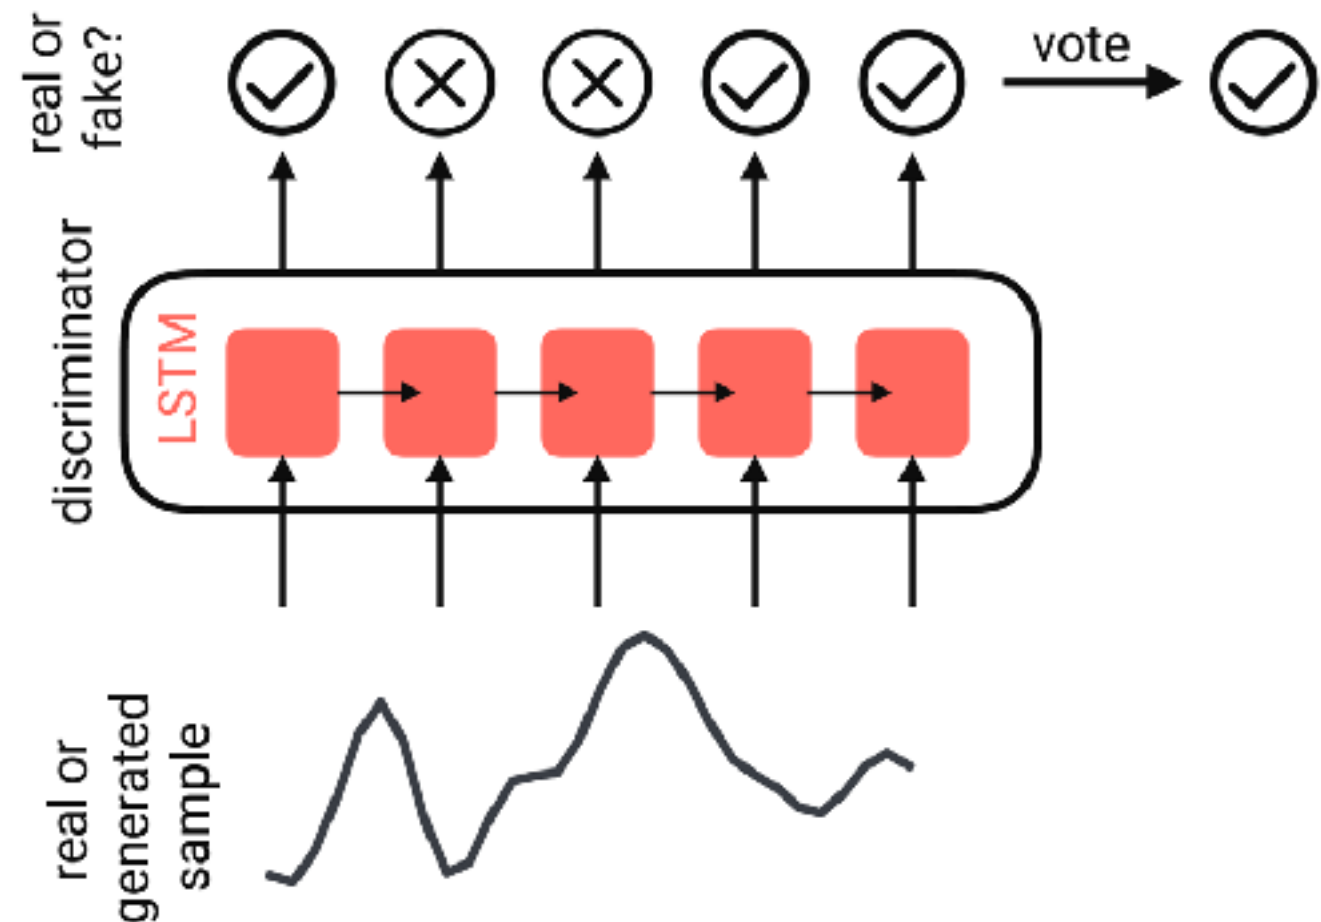 real or
fake?
vote
discriminator
LSTM
real or
generated
sample